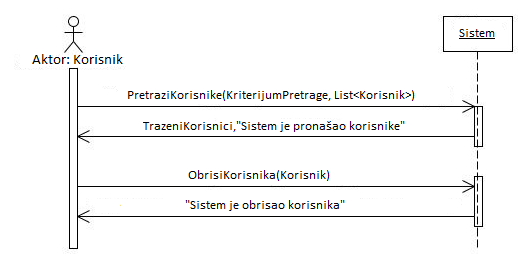 Sistem
Aktor: Korisnik
PretraziKorisnike(KriterijumPretrage, List<Korisnik>)
TrazeniKorisnici,"Sistem je pronašao korisnike"
ObrisiKorisnika(Korisnik)
"Sistem je obrisao korisnika"